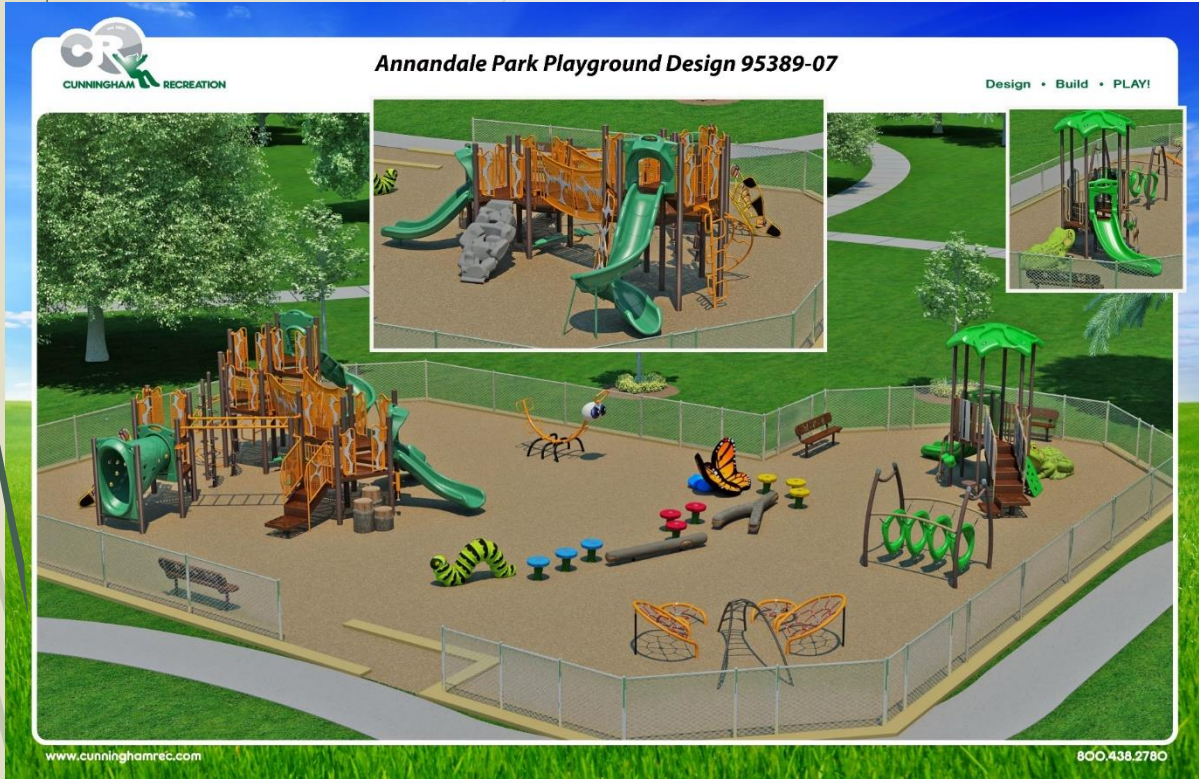 CR
CUNNINGHAM RECREATION
Annandale Park Playground Design 95389-07
Design • Build • PLAY!
www.cunninghamrec.com
800.438.2780